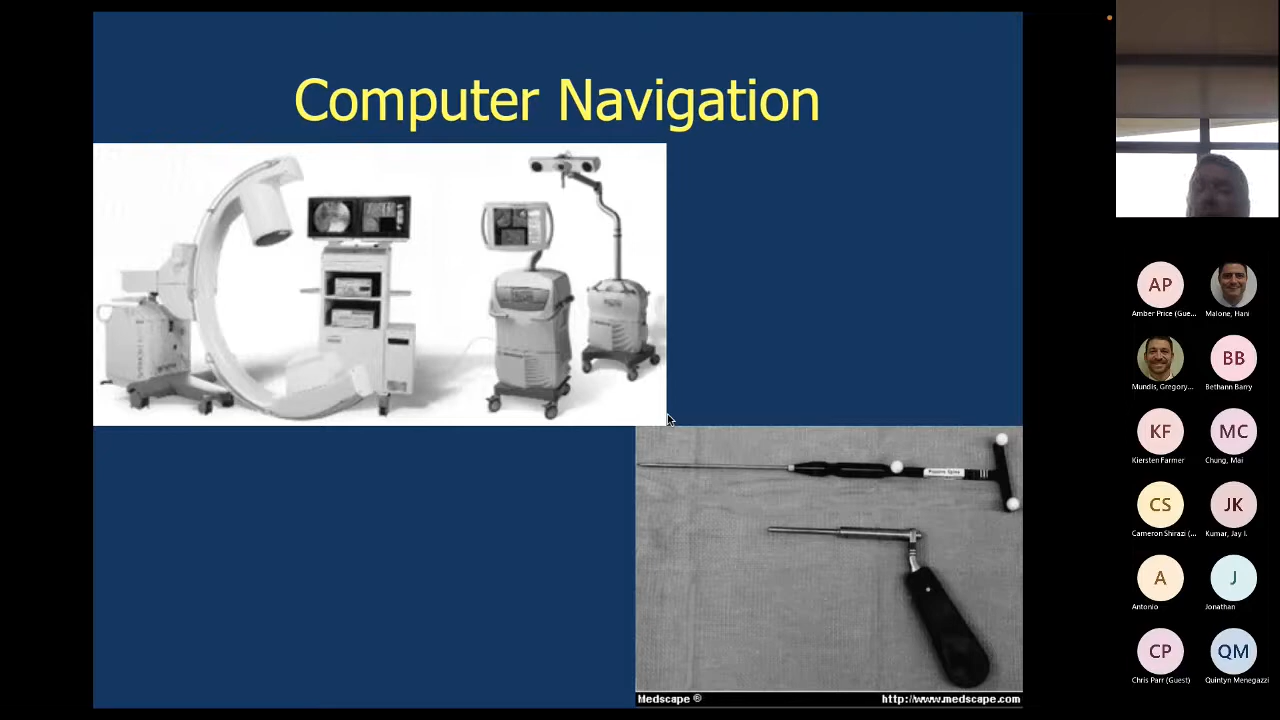 Computer Navigation
Medscape ®
http://www.medscape.com
AP
Amber Price (Gue...
Malone, Hani
Mundis, Gregory...
BB
Bethann Barry
KF
Kiersten Farmer
MC
Chung, Mai
CS
Cameron Shirazi (...
JK
Kumar, Jay I.
A
Antonio
J
Jonathan
CP
Chris Parr (Guest)
QM
Quintyn Menegazzi